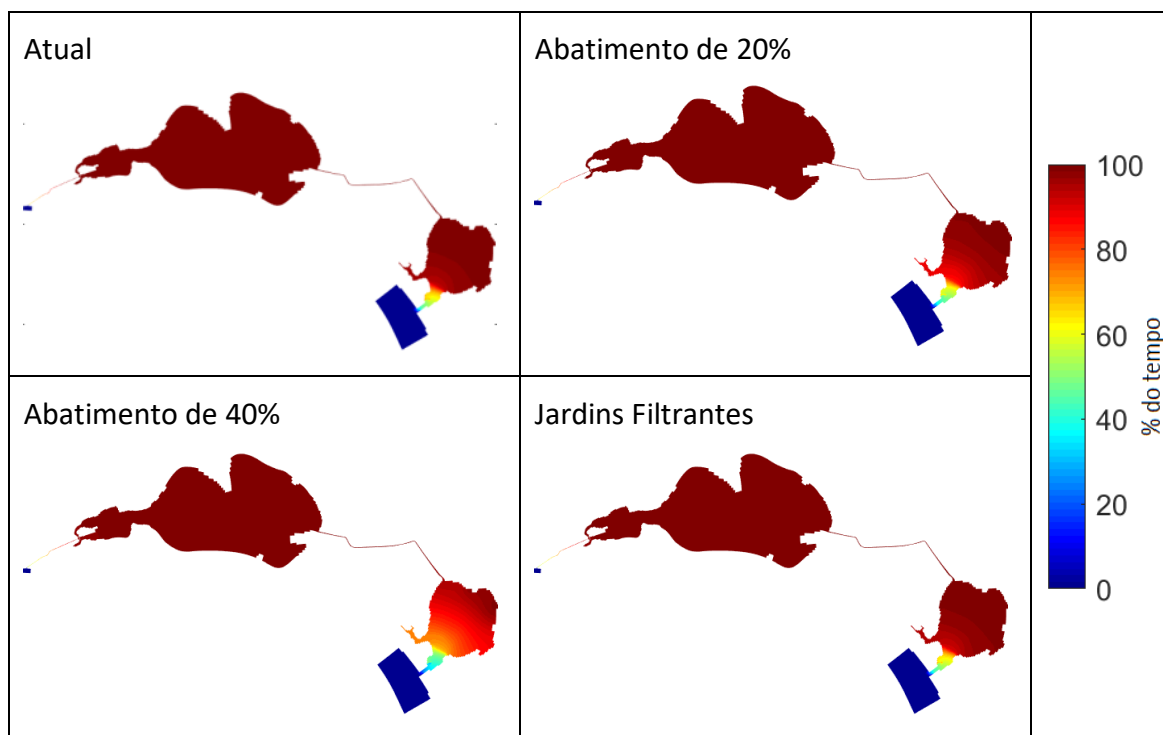 Atual
Abatimento de 20%
Abatimento de 40%
Jardins Filtrantes
100
80
60
40
20
0
% do tempo